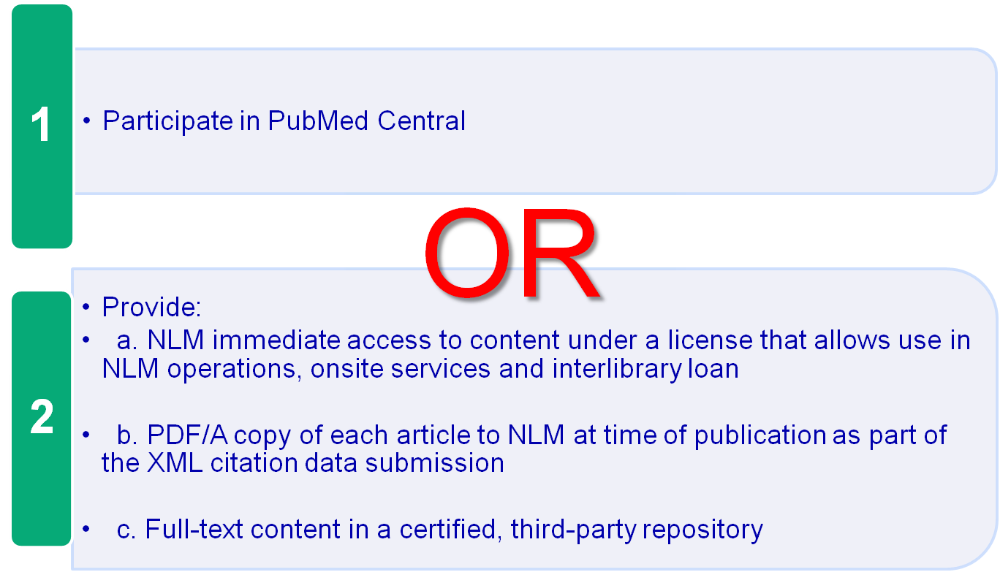 1
• Participate in PubMed Central
OR
2
• Provide:
• a. NLM immediate access to content under a license that allows use in
NLM operations, onsite services and interlibrary loan
• b. PDF/A copy of each article to NLM at time of publication as part of
the XML citation data submission
• c. Full-text content in a certified, third-party repository